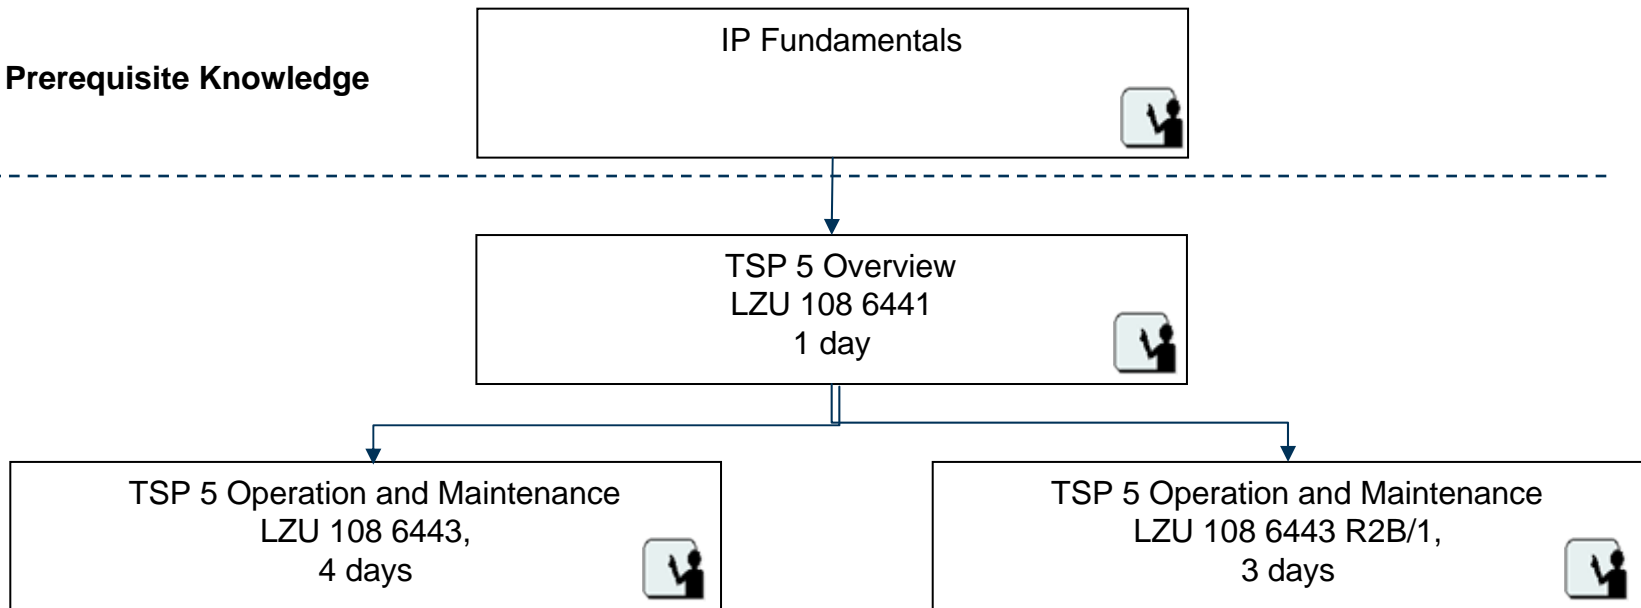 IP Fundamentals
Prerequisite Knowledge
TSP 5 Overview
LZU 108 6441
1 day
TSP 5 Operation and Maintenance
LZU 108 6443,
4 days
TSP 5 Operation and Maintenance
LZU 108 6443 R2B/1,
3 days